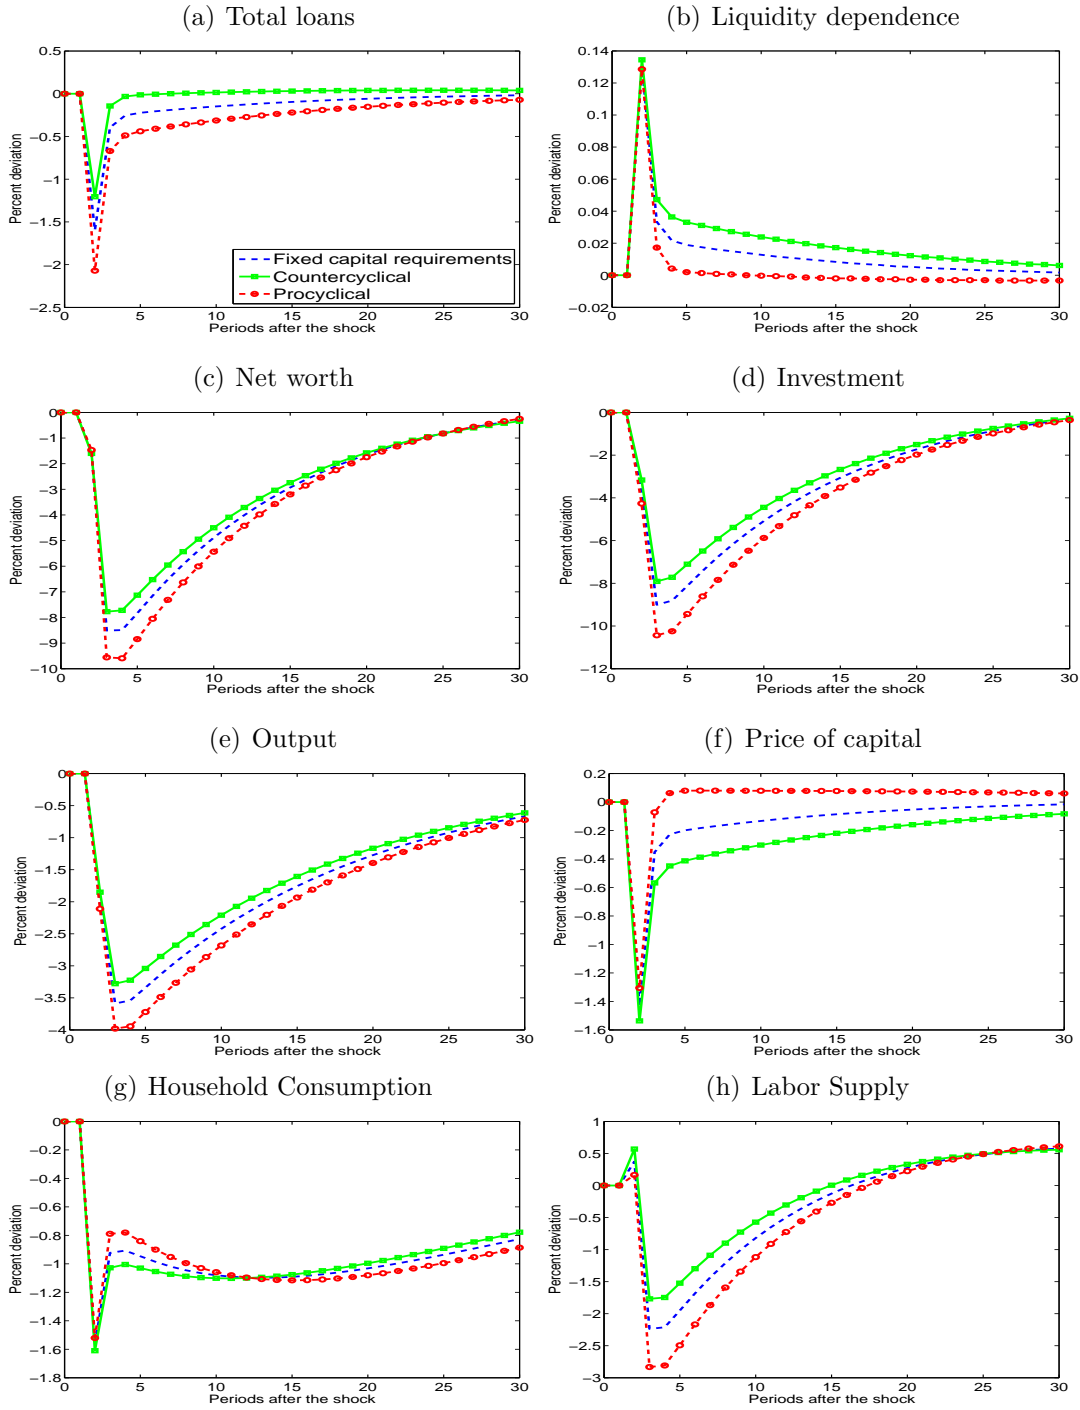 (a) Total loans
(b) Liquidity dependence
0.5
0
−0.5
−1
−1.5
−2
−2.5
Percent deviation
Fixed capital requirements
Countercyclical
Procyclical
0 5 10 15 20 25 30
Periods after the shock
0.14
0.12
0.1
0.08
0.06
0.04
0.02
0
−0.02
Percent deviation
0 5 10 15 20 25 30
Periods after the shock
(c) Net worth
(d) Investment
0
−1
−2
−3
−4
−5
−6
−7
−8
−9
−10
Percent deviation
0 5 10 15 20 25 30
Periods after the shock
0
−2
−4
−6
−8
−10
−12
Percent deviation
0 5 10 15 20 25 30
Periods after the shock
(e) Output
(f) Price of capital
0
−0.5
−1
−1.5
−2
−2.5
−3
−3.5
−4
Percent deviation
0 5 10 15 20 25 30
Periods after the shock
0.2
0
−0.2
−0.4
−0.6
−0.8
−1
−1.2
−1.4
−1.6
Percent deviation
0 5 10 15 20 25 30
Periods after the shock
(g) Household Consumption
(h) Labor Supply
0
−0.2
−0.4
−0.6
−0.8
−1
−1.2
−1.4
−1.6
−1.8
Percent deviation
0 5 10 15 20 25 30
Periods after the shock
1
0.5
0
−0.5
−1
−1.5
−2
−2.5
−3
Percent deviation
0 5 10 15 20 25 30
Periods after the shock